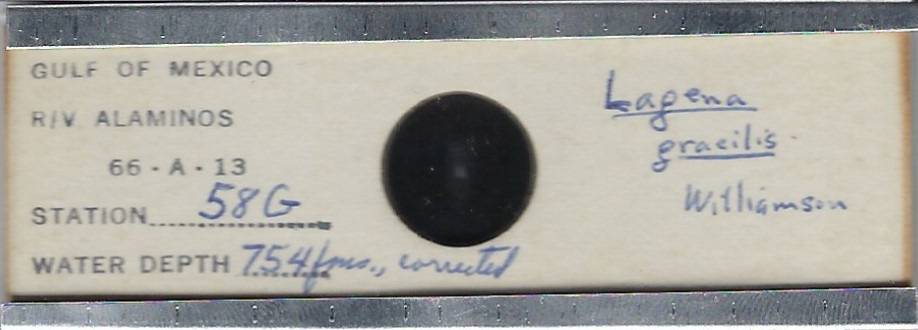 GULF OF MEXICO
R/V ALAMINOS
66-A-13
STATION 58G
WATER DEPTH 754 fms., corrected
Lagena
gracilis
Williamson